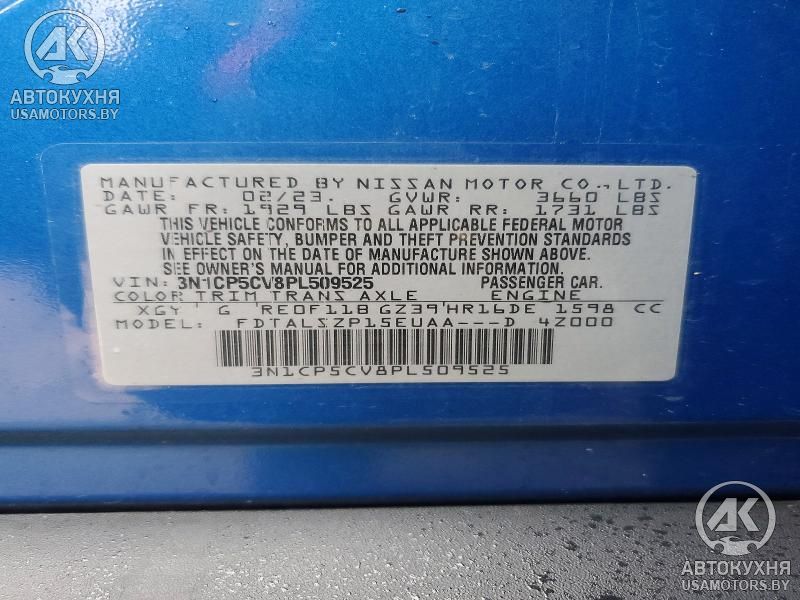 АК
АВТОКУХНЯ
USAMOTORS.BY
MANUFACTURED BY NISSAN MOTOR CO., LTD.
DATE: 02/23. GVWR: 3660 LBS
GAWR FR: 1929 LBS GAWR RR: 1731 LBS
THIS VEHICLE CONFORMS TO ALL APPLICABLE FEDERAL MOTOR
VEHICLE SAFETY, BUMPER AND THEFT PREVENTION STANDARDS
IN EFFECT ON THE DATE OF MANUFACTURE SHOWN ABOVE.
SEE OWNER'S MANUAL FOR ADDITIONAL INFORMATION.
VIN: 3N1CP5CV8PL509525 PASSENGER CAR.
COLOR TRIM TRANS AXLE ENGINE
XGY G RE0F11B GZ39 HR16DE 1598 CC
MODEL: FDTALSZP15EUAA---D 4Z000
3N1CP5CV8PL509525
АК
АВТОКУХНЯ
USAMOTORS.BY